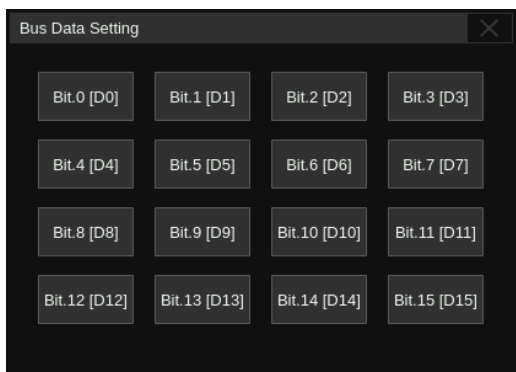 Bus Data Setting
Bit.0 [D0] Bit.1 [D1] Bit.2 [D2] Bit.3 [D3]
Bit.4 [D4] Bit.5 [D5] Bit.6 [D6] Bit.7 [D7]
Bit.8 [D8] Bit.9 [D9] Bit.10 [D10] Bit.11 [D11]
Bit.12 [D12] Bit.13 [D13] Bit.14 [D14] Bit.15 [D15]